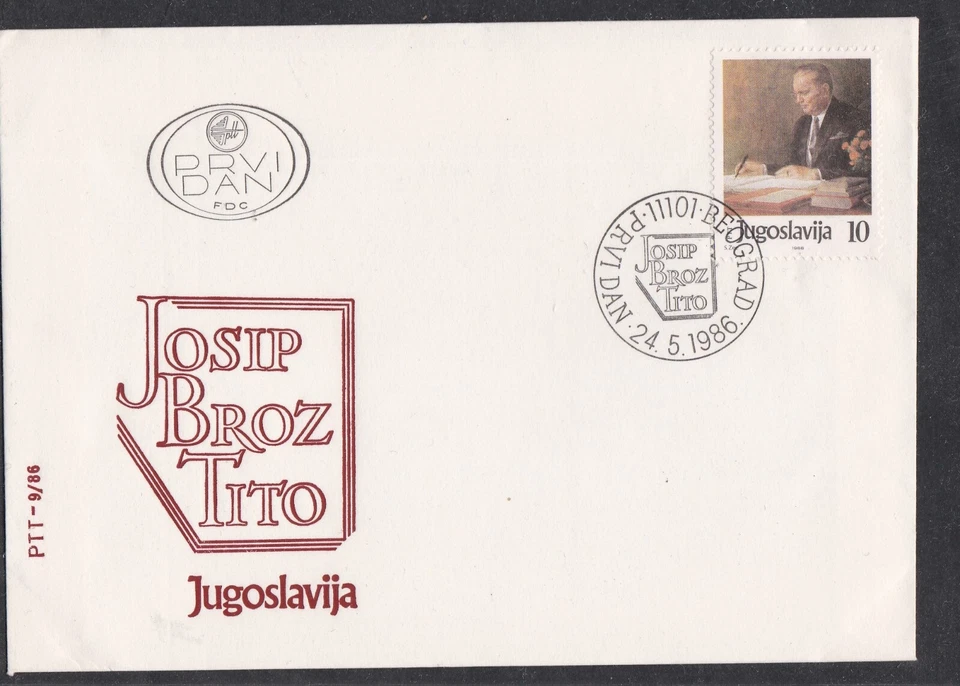 ptt
PRVI
DAN
FDC
Jugoslavija 10
1986
PRVI DAN · 11101 · BEOGRAD · 24. 5. 1986.
JOSIP
BROZ
TITO
JOSIP
BROZ
TITO
Jugoslavija
PTT-9/86